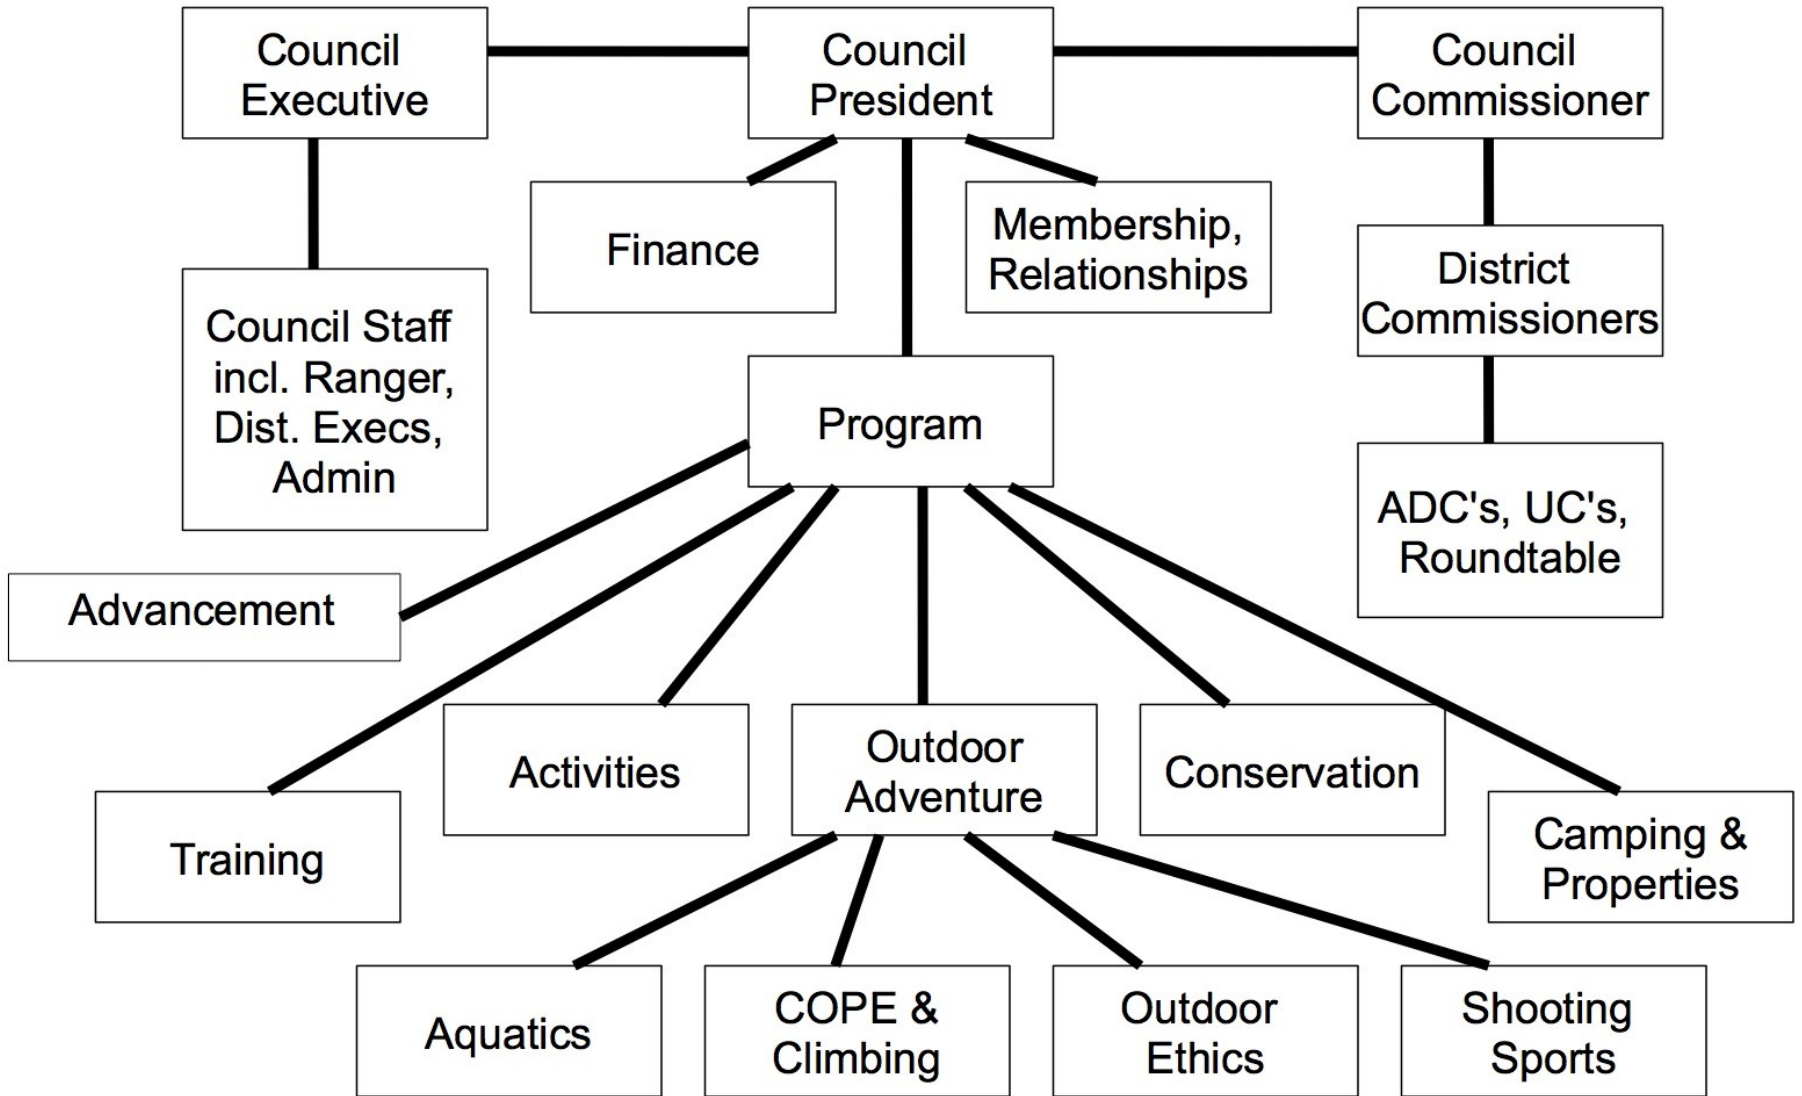 Council
Executive
Council
President
Council
Commissioner
Finance
Membership,
Relationships
District
Commissioners
Council Staff
incl. Ranger,
Dist. Execs,
Admin
Program
ADC's, UC's,
Roundtable
Advancement
Activities
Outdoor
Adventure
Conservation
Training
Camping &
Properties
Aquatics
COPE &
Climbing
Outdoor
Ethics
Shooting
Sports